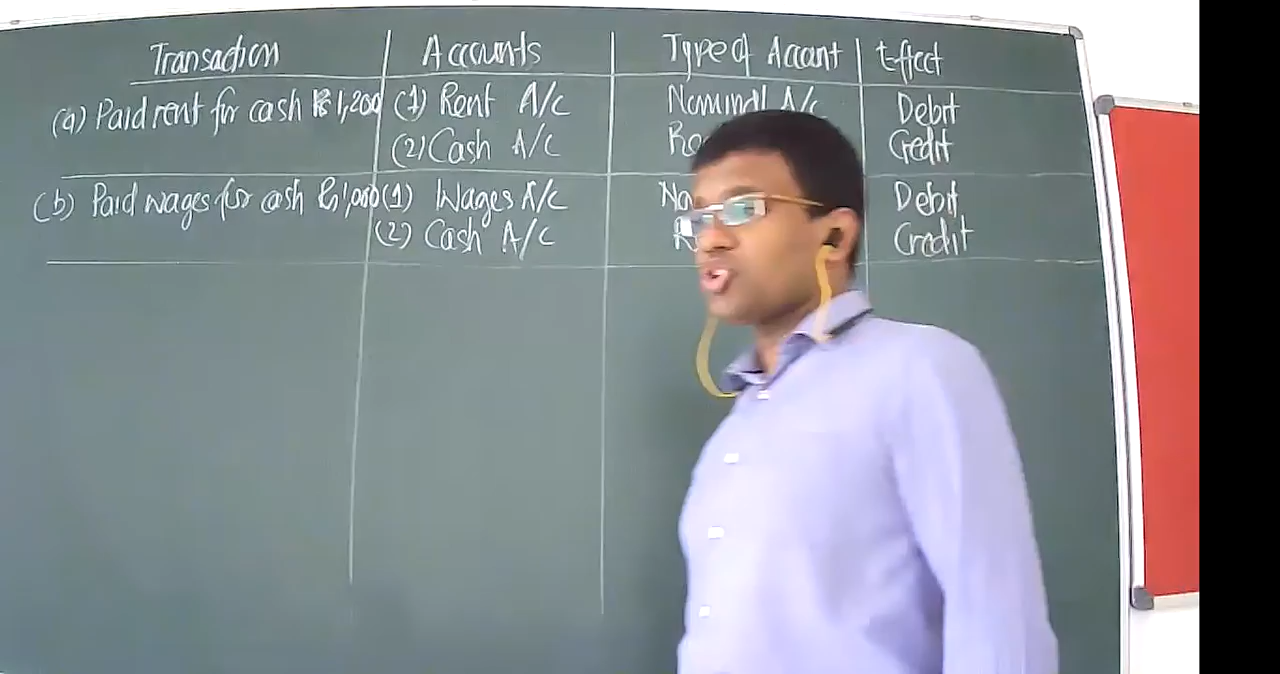 Transaction Accounts Type of Account Effect
(a) Paid rent for cash Rs 1,200 (1) Rent A/C Nominal A/c Debit
(2) Cash A/C Credit
(b) Paid wages for cash Rs 1,000 (1) Wages A/C Debit
(2) Cash A/C Credit